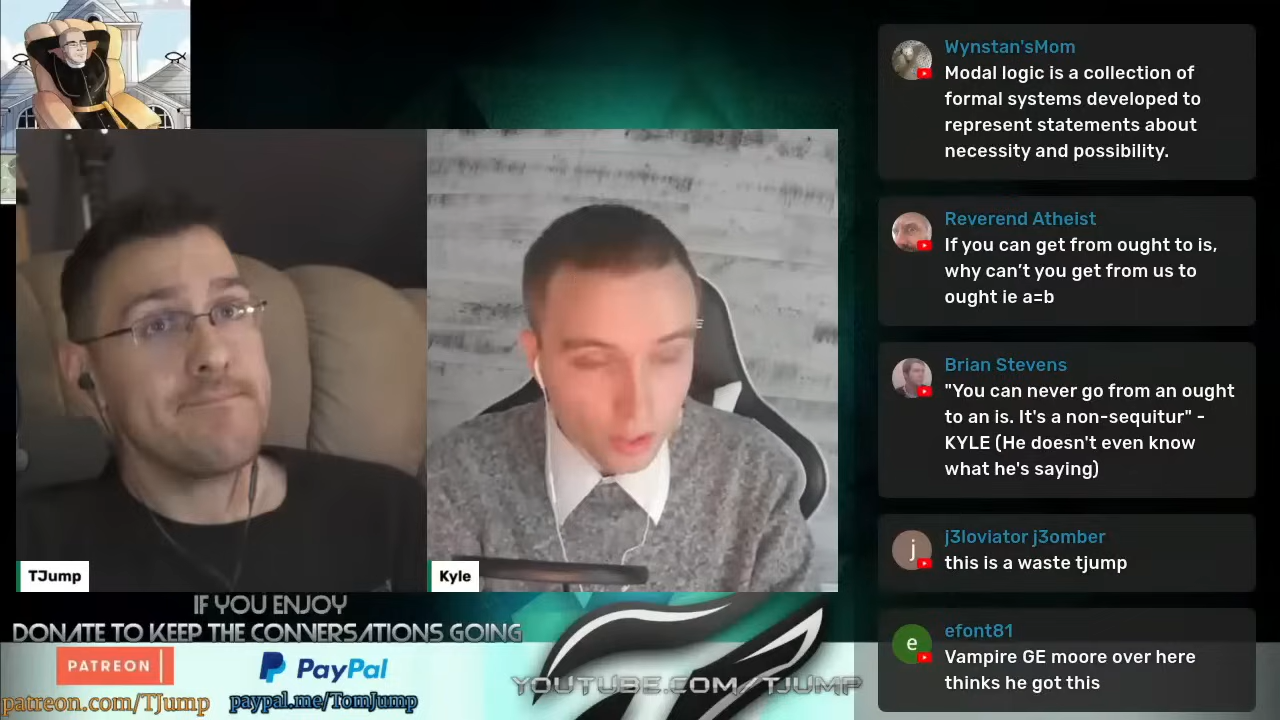 Wynstan'sMom
Modal logic is a collection of
formal systems developed to
represent statements about
necessity and possibility.
Reverend Atheist
If you can get from ought to is,
why can’t you get from us to
ought ie a=b
Brian Stevens
"You can never go from an ought
to an is. It's a non-sequitur" -
KYLE (He doesn't even know
what he's saying)
j3loviator j3omber
j
this is a waste tjump
efont81
e
Vampire GE moore over here
thinks he got this
TJump
Kyle
IF YOU ENJOY
DONATE TO KEEP THE CONVERSATIONS GOING
PATREON
PayPal
patreon.com/TJump
paypal.me/TomJump
YOUTUBE.COM/TJUMP